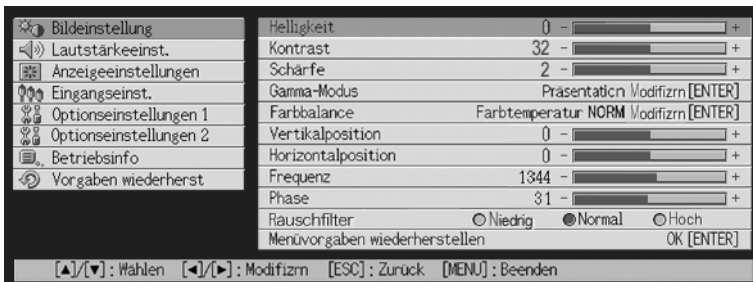 Bildeinstellung
Lautstärkeeinst.
Anzeigeeinstellungen
Eingangseinst.
Optionseinstellungen 1
Optionseinstellungen 2
Betriebsinfo
Vorgaben wiederherst
Helligkeit 0 - +
Kontrast 32 - +
Schärfe 2 - +
Gamma-Modus Präsentation Modifizrn [ENTER]
Farbbalance Farbtemperatur NORM Modifizrn [ENTER]
Vertikalposition 0 - +
Horizontalposition 0 - +
Frequenz 1344 - +
Phase 31 - +
Rauschfilter Niedrig Normal Hoch
Menüvorgaben wiederherstellen OK [ENTER]
[▲]/[▼] : Wählen [◄]/[►] : Modifizrn [ESC] : Zurück [MENU] : Beenden